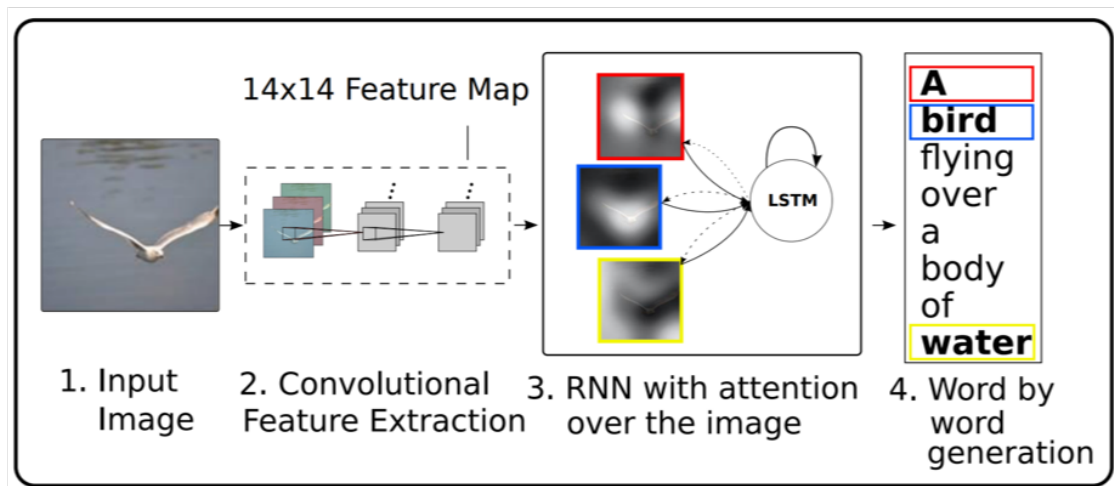 14x14 Feature Map
LSTM
A
bird
flying
over
a
body
of
water
1. Input
Image
2. Convolutional
Feature Extraction
3. RNN with attention
over the image
4. Word by
word
generation